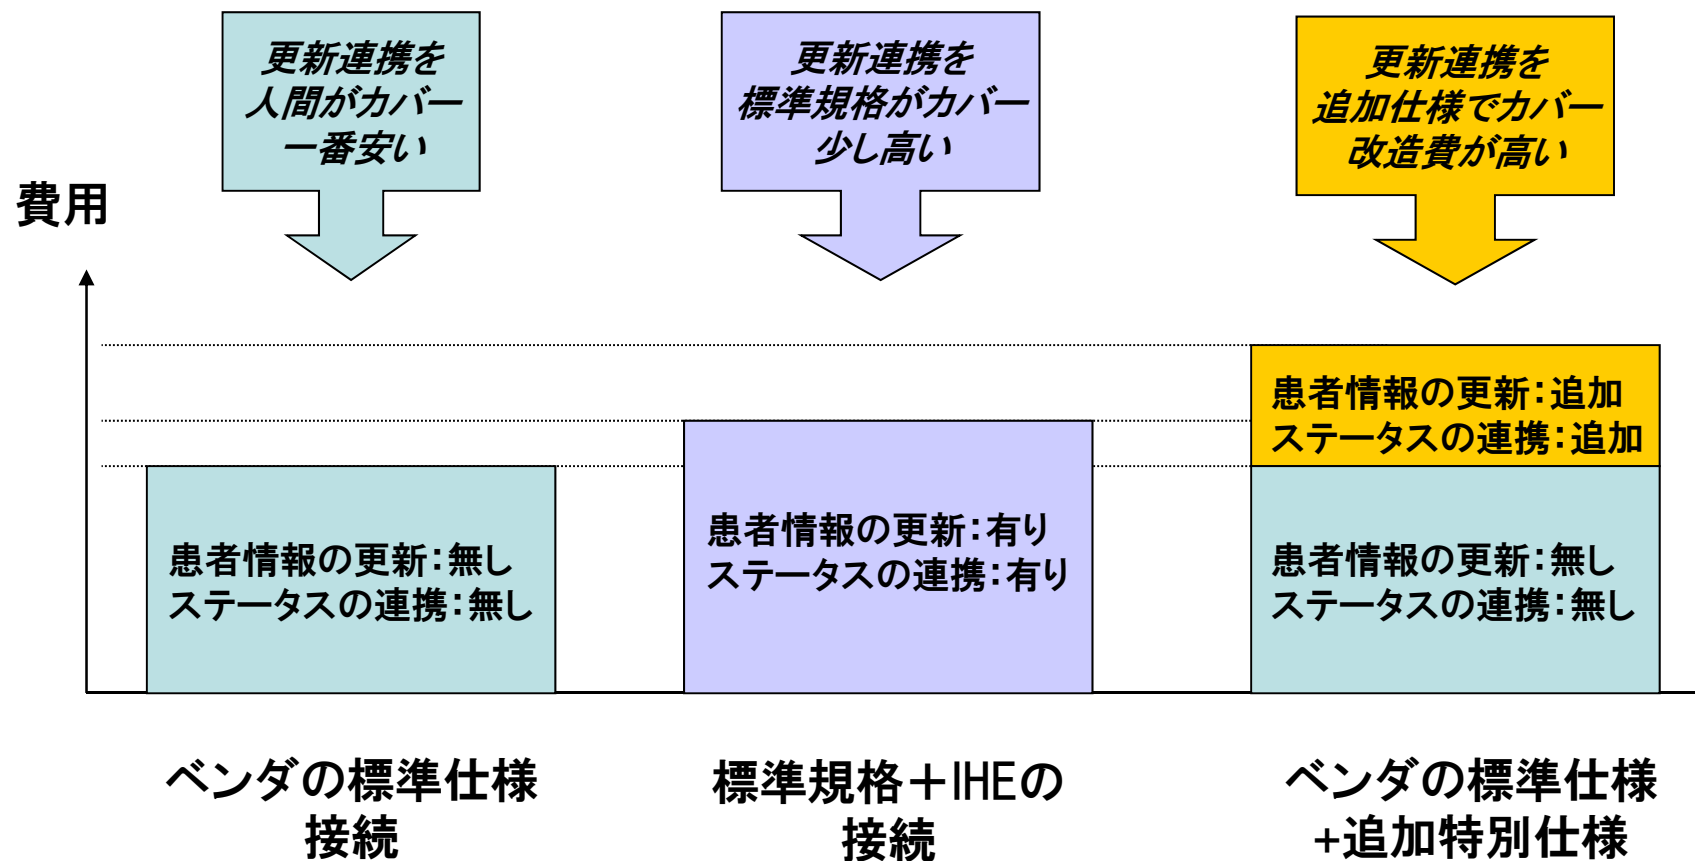 更新連携を
人間がカバー
一番安い
更新連携を
標準規格がカバー
少し高い
更新連携を
追加仕様でカバー
改造費が高い
費用
患者情報の更新：無し
ステータスの連携：無し
患者情報の更新：有り
ステータスの連携：有り
患者情報の更新：追加
ステータスの連携：追加
患者情報の更新：無し
ステータスの連携：無し
ベンダの標準仕様
接続
標準規格＋IHEの
接続
ベンダの標準仕様
+追加特別仕様